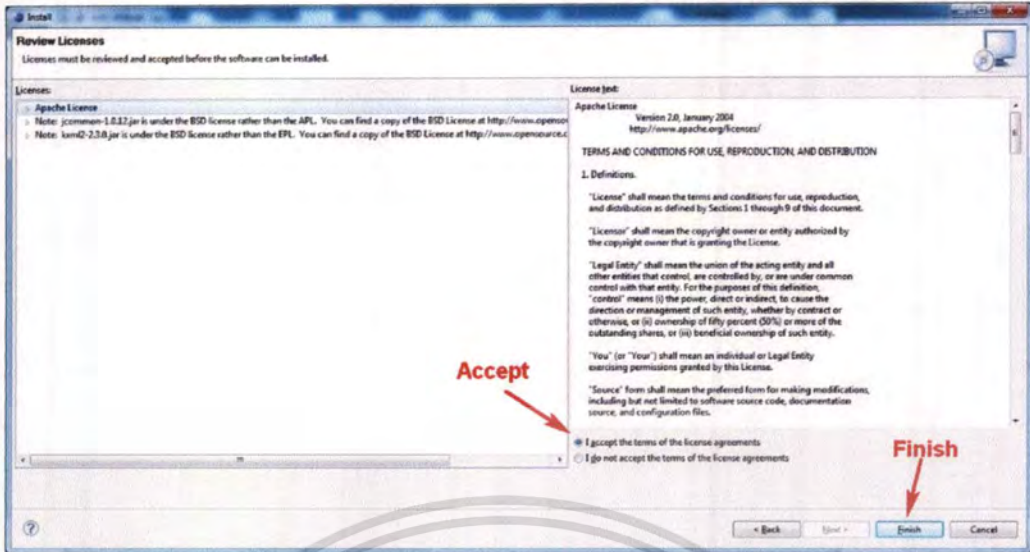 Install
Review Licenses
Licenses must be reviewed and accepted before the software can be installed.
Licenses:
License text:
Apache License
Note: jcommon-1.0.12.jar is under the BSD license rather than the APL. You can find a copy of the BSD License at http://www.opensou
Note: kxml2-2.3.0.jar is under the BSD License rather than the EPL. You can find a copy of the BSD License at http://www.opensource.c
Apache License
Version 2.0, January 2004
http://www.apache.org/licenses/
TERMS AND CONDITIONS FOR USE, REPRODUCTION, AND DISTRIBUTION
1. Definitions.
"License" shall mean the terms and conditions for use, reproduction,
and distribution as defined by Sections 1 through 9 of this document.
"Licensor" shall mean the copyright owner or entity authorized by
the copyright owner that is granting the License.
"Legal Entity" shall mean the union of the acting entity and all
other entities that control, are controlled by, or are under common
control with that entity. For the purposes of this definition,
"control" means (i) the power, direct or indirect, to cause the
direction or management of such entity, whether by contract or
otherwise, or (ii) ownership of fifty percent (50%) or more of the
outstanding shares, or (iii) beneficial ownership of such entity.
"You" (or "Your") shall mean an individual or Legal Entity
exercising permissions granted by this License.
"Source" form shall mean the preferred form for making modifications,
including but not limited to software source code, documentation
source, and configuration files.
Accept
I accept the terms of the license agreements
I do not accept the terms of the license agreements
Finish
< Back
Next >
Finish
Cancel